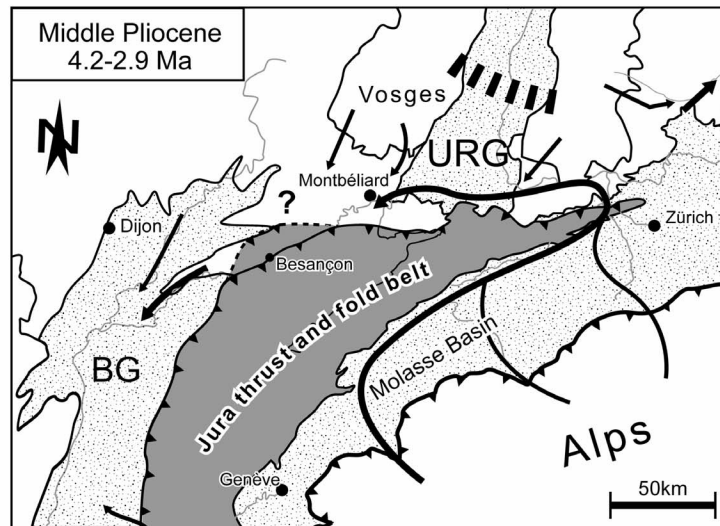 Middle Pliocene
4.2-2.9 Ma
N
Vosges
URG
Montbéliard
?
Dijon
Zürich
Besançon
Jura thrust and fold belt
BG
Molasse Basin
Alps
Genève
50km